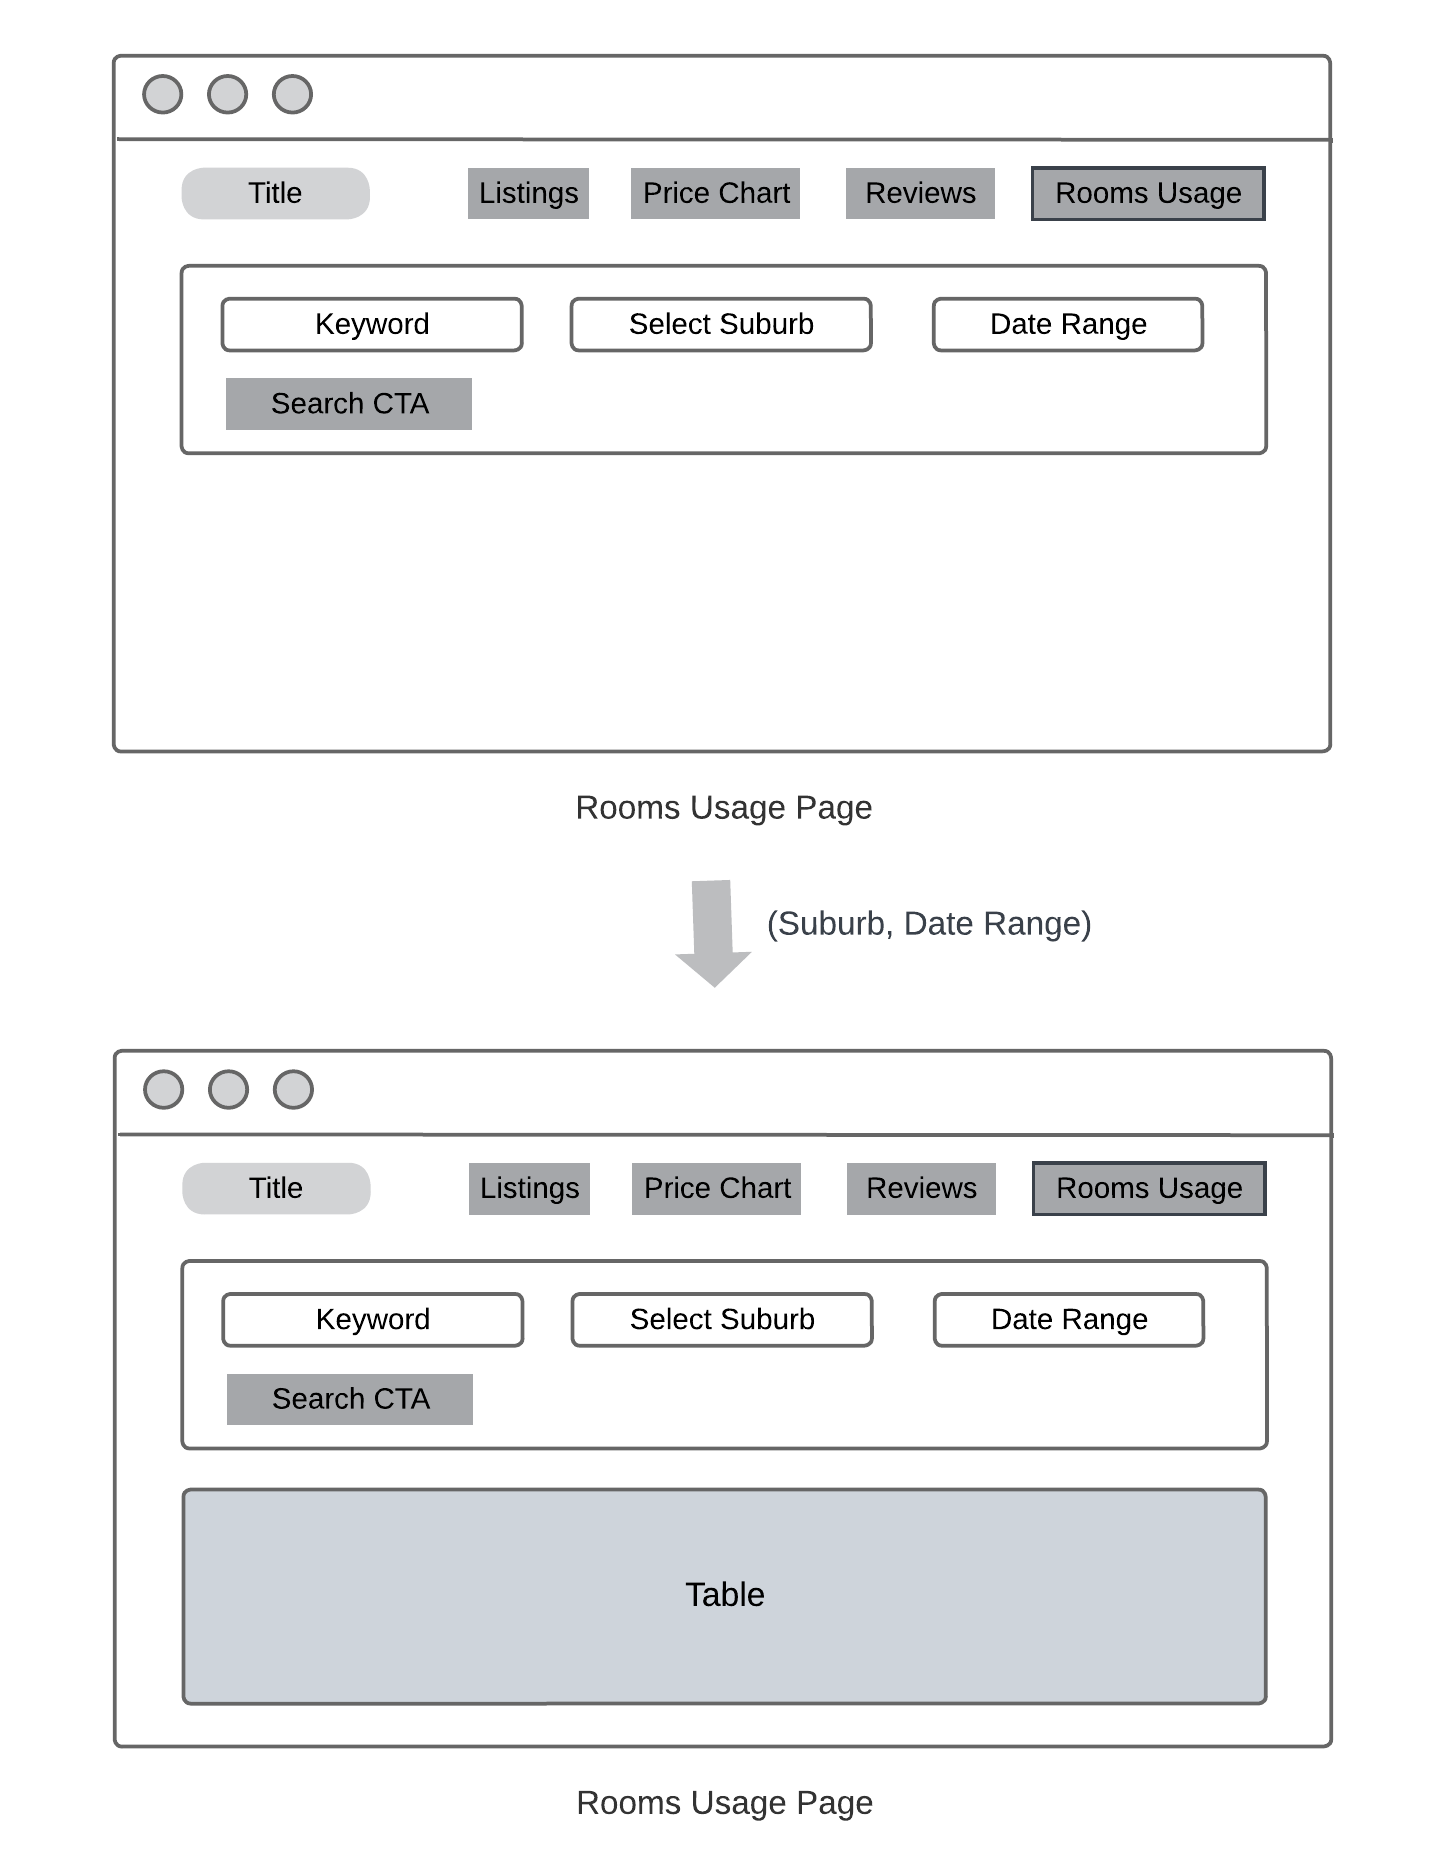 Title
Listings
Price Chart
Reviews
Rooms Usage
Keyword
Select Suburb
Date Range
Search CTA
Rooms Usage Page
(Suburb, Date Range)
Title
Listings
Price Chart
Reviews
Rooms Usage
Keyword
Select Suburb
Date Range
Search CTA
Table
Rooms Usage Page